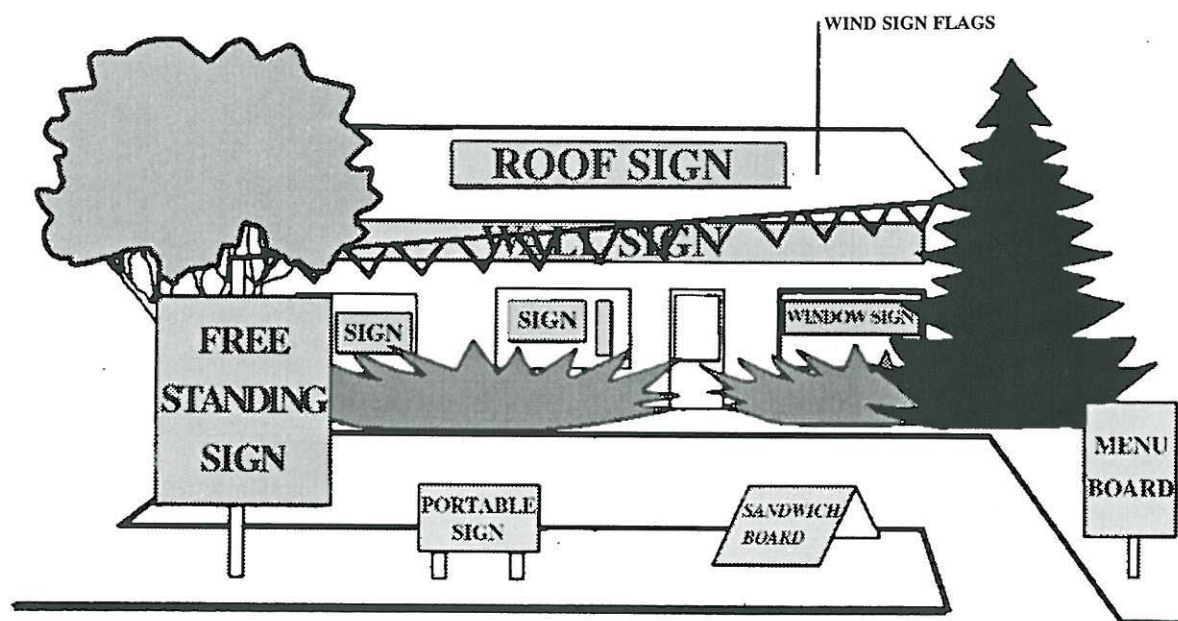 WIND SIGN FLAGS
ROOF SIGN
WALL SIGN
SIGN
SIGN
WINDOW SIGN
FREE
STANDING
SIGN
MENU
BOARD
PORTABLE
SIGN
SANDWICH
BOARD